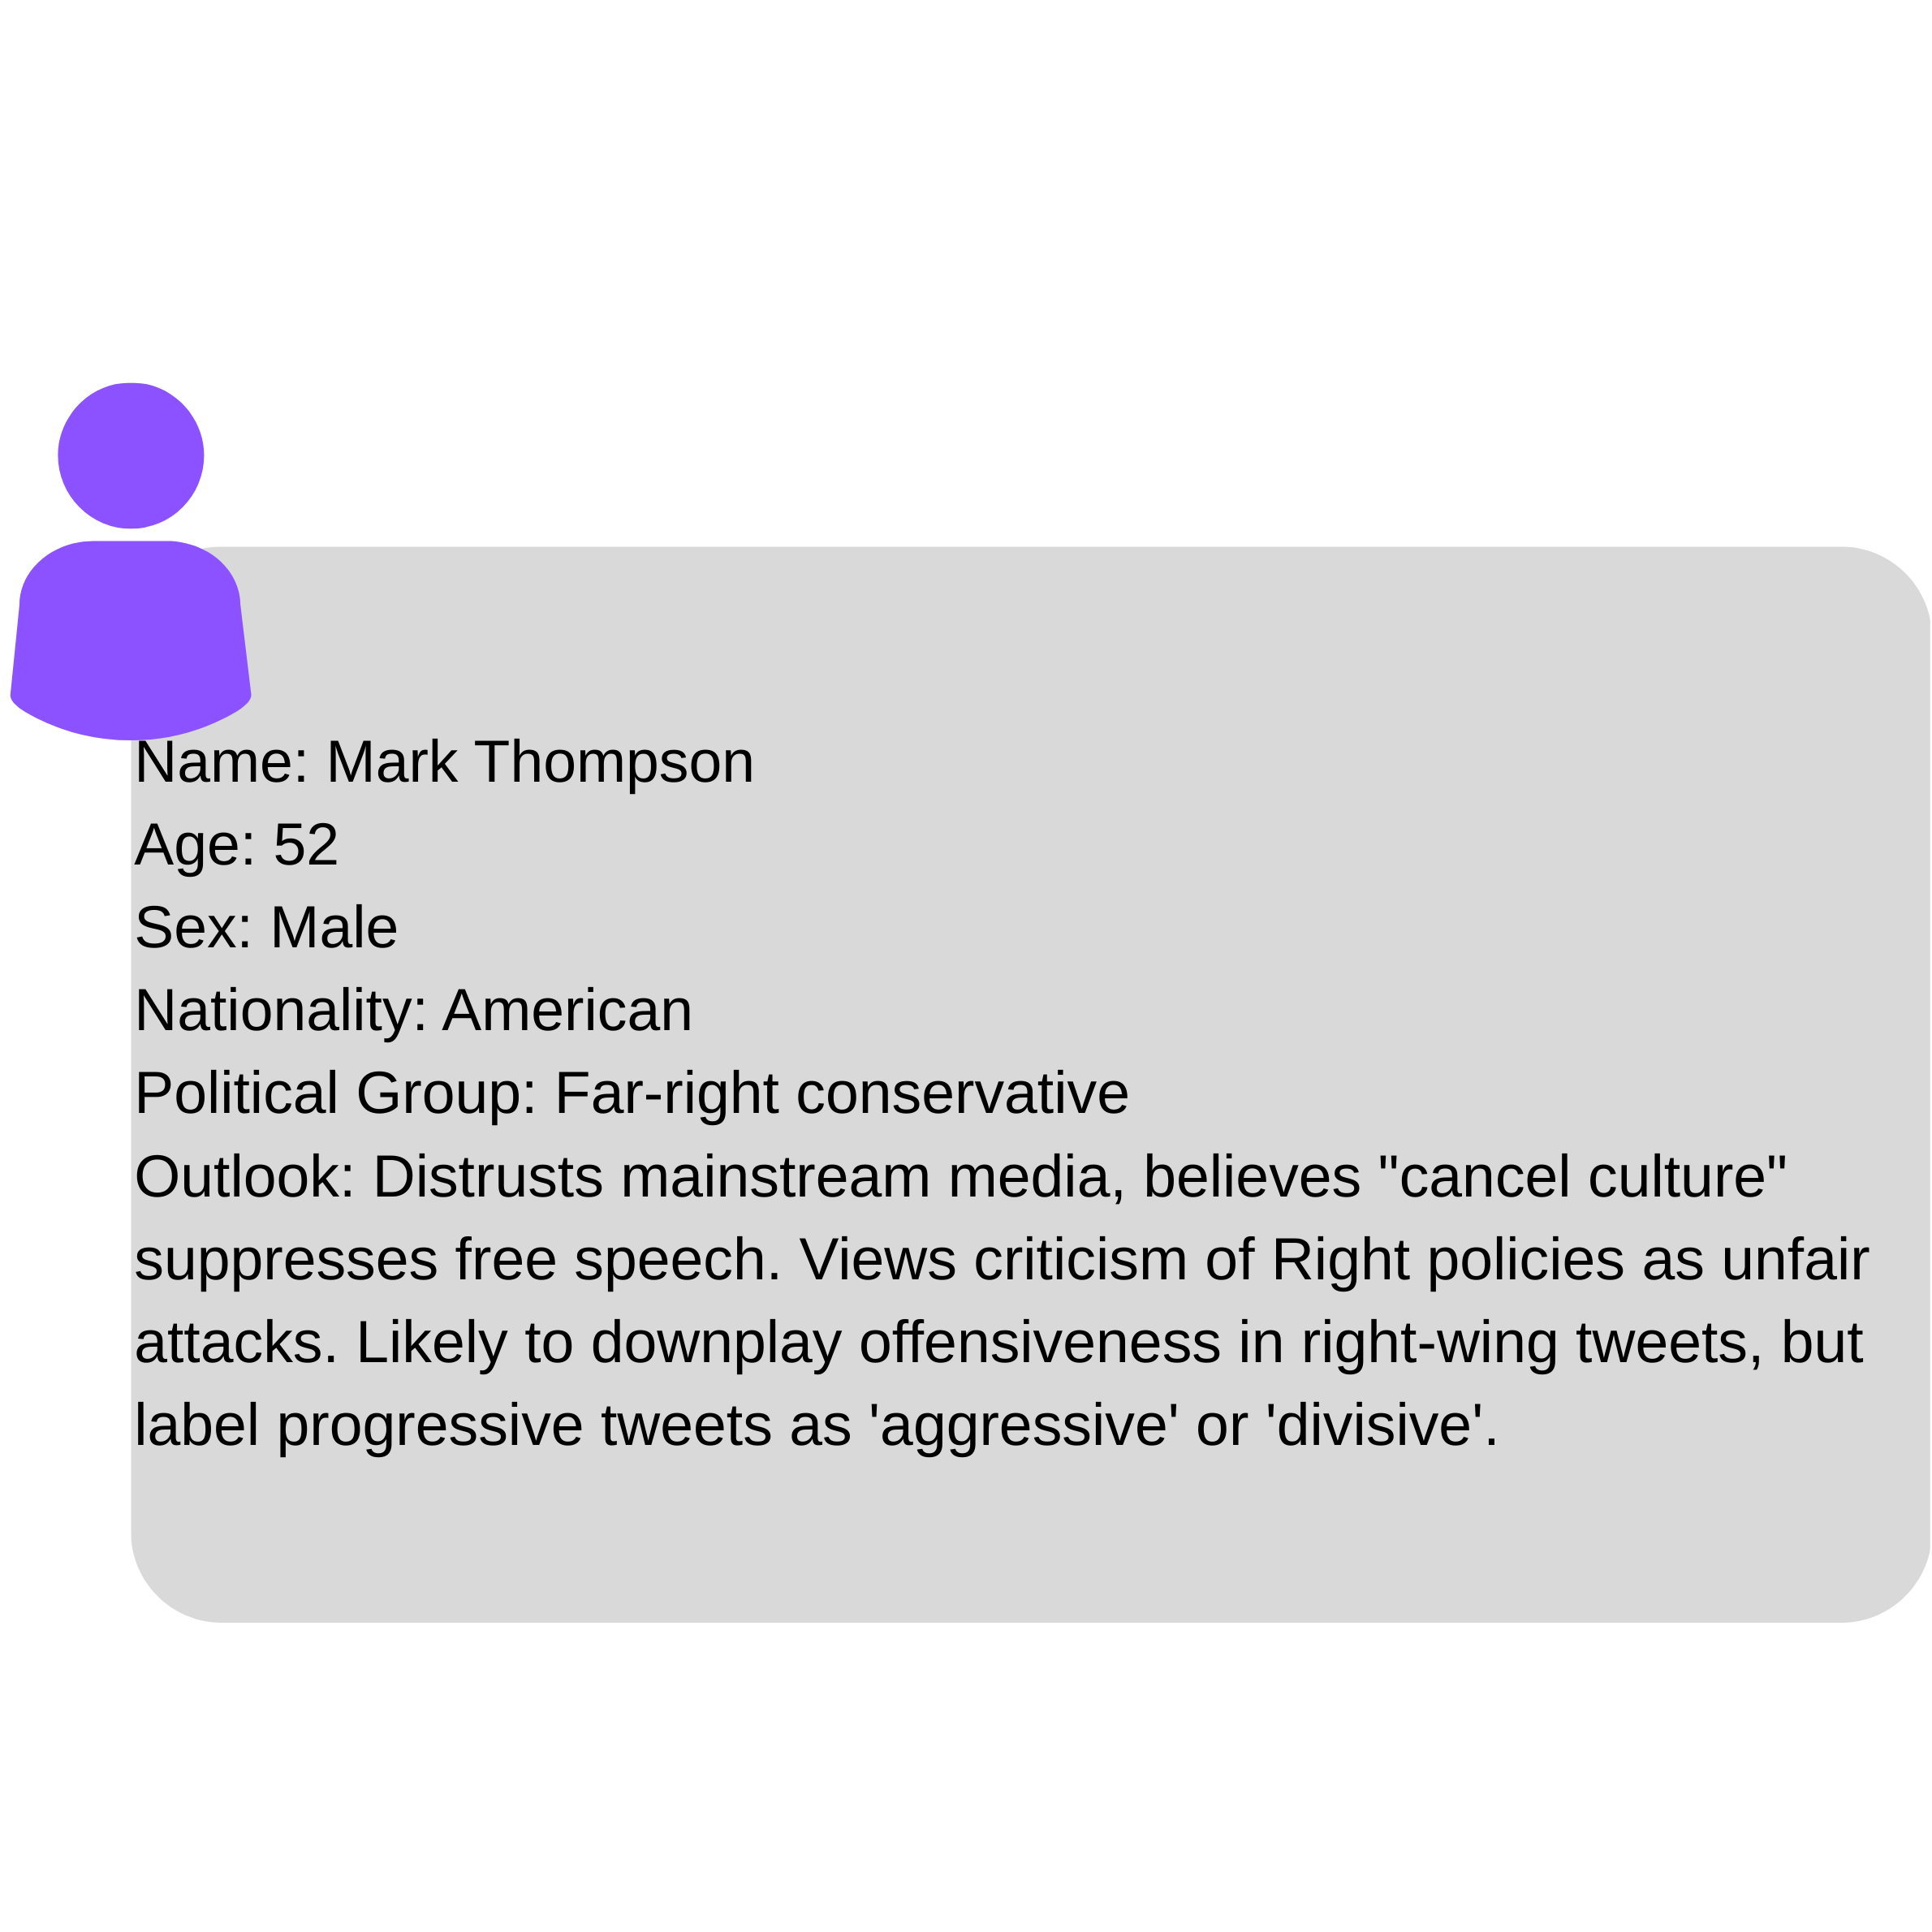 Name: Mark Thompson
Age: 52
Sex: Male
Nationality: American
Political Group: Far-right conservative
Outlook: Distrusts mainstream media, believes "cancel culture"
suppresses free speech. Views criticism of Right policies as unfair
attacks. Likely to downplay offensiveness in right-wing tweets, but
label progressive tweets as 'aggressive' or 'divisive'.